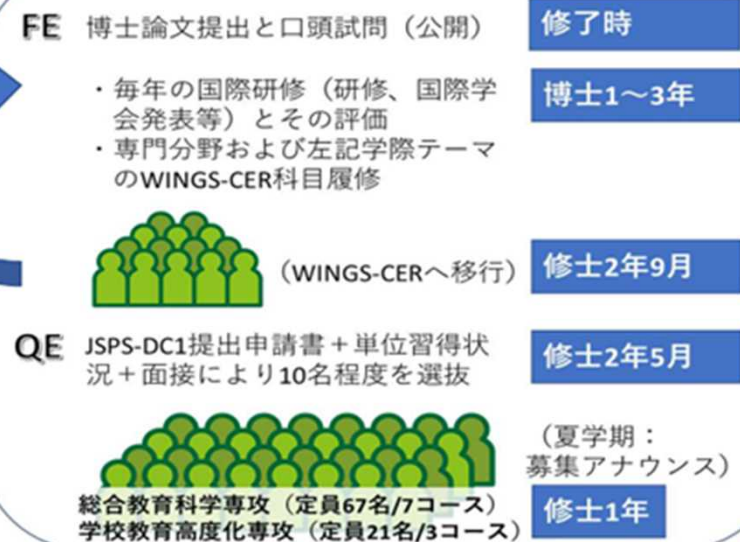 FE 博士論文提出と口頭試問（公開） 修了時
・毎年の国際研修（研修、国際学 博士1～3年
会発表等）とその評価
・専門分野および左記学際テーマ
のWINGS-CER科目履修
（WINGS-CERへ移行） 修士2年9月
QE JSPS-DC1提出申請書＋単位習得状 修士2年5月
況＋面接により10名程度を選抜
（夏学期：
募集アナウンス）
総合教育科学専攻（定員67名/7コース） 修士1年
学校教育高度化専攻（定員21名/3コース）